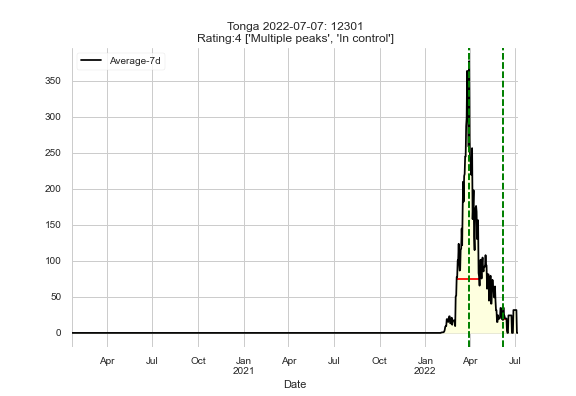 Tonga 2022-07-07: 12301
Rating:4 ['Multiple peaks', 'In control']
Average-7d
350
300
250
200
150
100
50
0
Apr Jul Oct Jan Apr Jul Oct Jan Apr Jul
2021 2022
Date